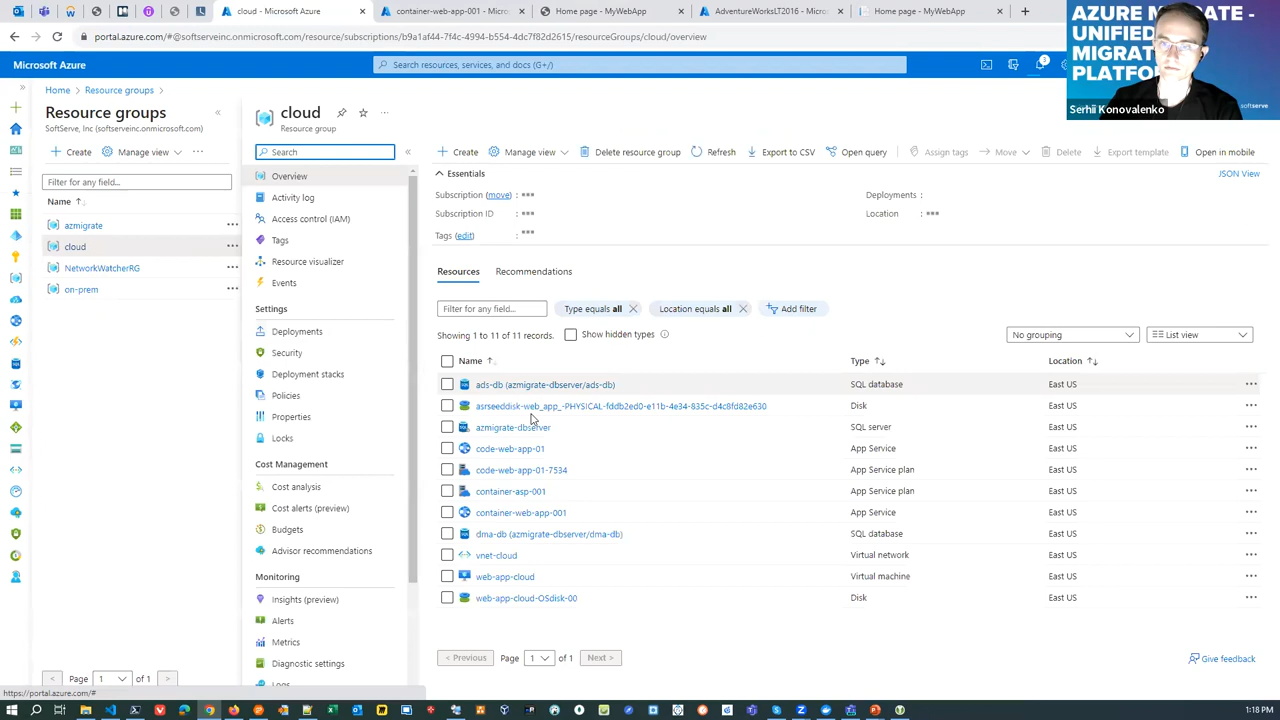 cloud - Microsoft Azure
container-web-app-001 - Micros
Home page - MyWebApp
AdventureWorksLT2016 - Microso
Home page - MyWebApp
portal.azure.com/#@softserveinc.onmicrosoft.com/resource/subscriptions/
/resourceGroups/cloud/overview
Microsoft Azure
Search resources, services, and docs (G+/)
3
AZURE MIGRATE -
UNIFIED
MIGRA
PLATFO
softserve
Serhii Konovalenko
Home
Resource groups
Resource groups
SoftServe, Inc (softserveinc.onmicrosoft.com)
Create
Manage view
Filter for any field...
Name
azmigrate
cloud
NetworkWatcherRG
on-prem
Page
1
of 1
cloud
Resource group
Search
Overview
Activity log
Access control (IAM)
Tags
Resource visualizer
Events
Settings
Deployments
Security
Deployment stacks
Policies
Properties
Locks
Cost Management
Cost analysis
Cost alerts (preview)
Budgets
Advisor recommendations
Monitoring
Insights (preview)
Alerts
Metrics
Diagnostic settings
Logs
Create
Manage view
Delete resource group
Refresh
Export to CSV
Open query
Assign tags
Move
Delete
Export template
Open in mobile
Essentials
JSON View
Subscription (move) :
Deployments :
Subscription ID :
Location :
Tags (edit) :
Resources
Recommendations
Filter for any field...
Type equals all
Location equals all
Add filter
Showing 1 to 11 of 11 records.
Show hidden types
No grouping
List view
Name Type Location
ads-db (azmigrate-dbserver/ads-db) SQL database East US
asrseeddisk-web_app_-PHYSICAL-fddb2ed0-e11b-4e34-835c-d4c8fd82e630 Disk East US
azmigrate-dbserver SQL server East US
code-web-app-01 App Service East US
code-web-app-01-7534 App Service plan East US
container-asp-001 App Service plan East US
container-web-app-001 App Service East US
dma-db (azmigrate-dbserver/dma-db) SQL database East US
vnet-cloud Virtual network East US
web-app-cloud Virtual machine East US
web-app-cloud-OSdisk-00 Disk East US
< Previous
Page
1
of 1
Next >
Give feedback
https://portal.azure.com/#
1:18 PM